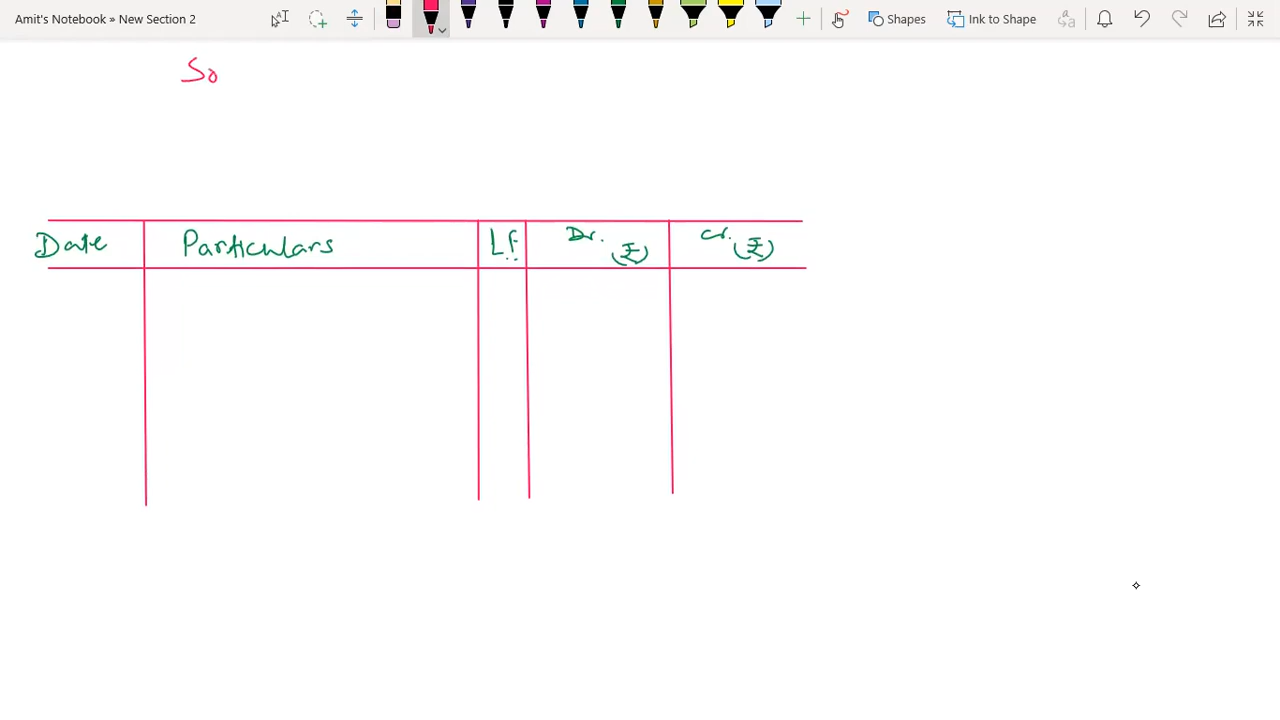 Amit's Notebook » New Section 2
Shapes
Ink to Shape
So
Date Particulars L.F. Dr. (₹) Cr. (₹)